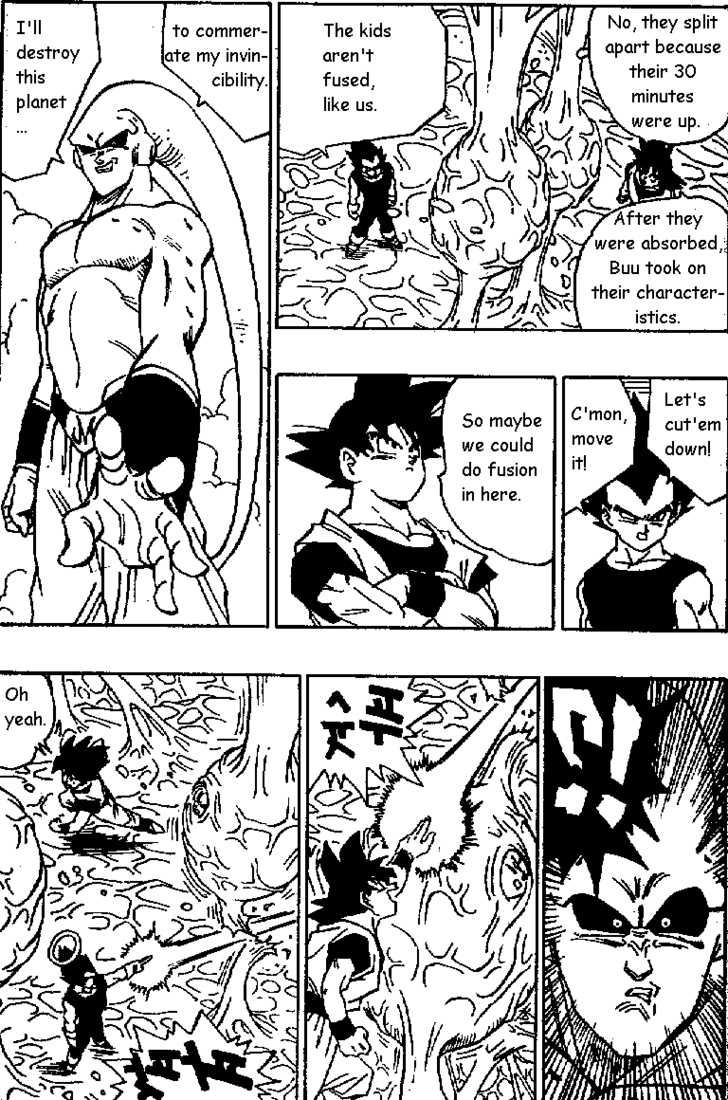 I'll
destroy
this
planet
...
to commer-
ate my invin-
cibility.
The kids
aren't
fused,
like us.
No, they split
apart because
their 30
minutes
were up.
After they
were absorbed,
Buu took on
their character-
istics.
So maybe
we could
do fusion
in here.
C'mon,
move
it!
Let's
cut'em
down!
Oh
yeah.